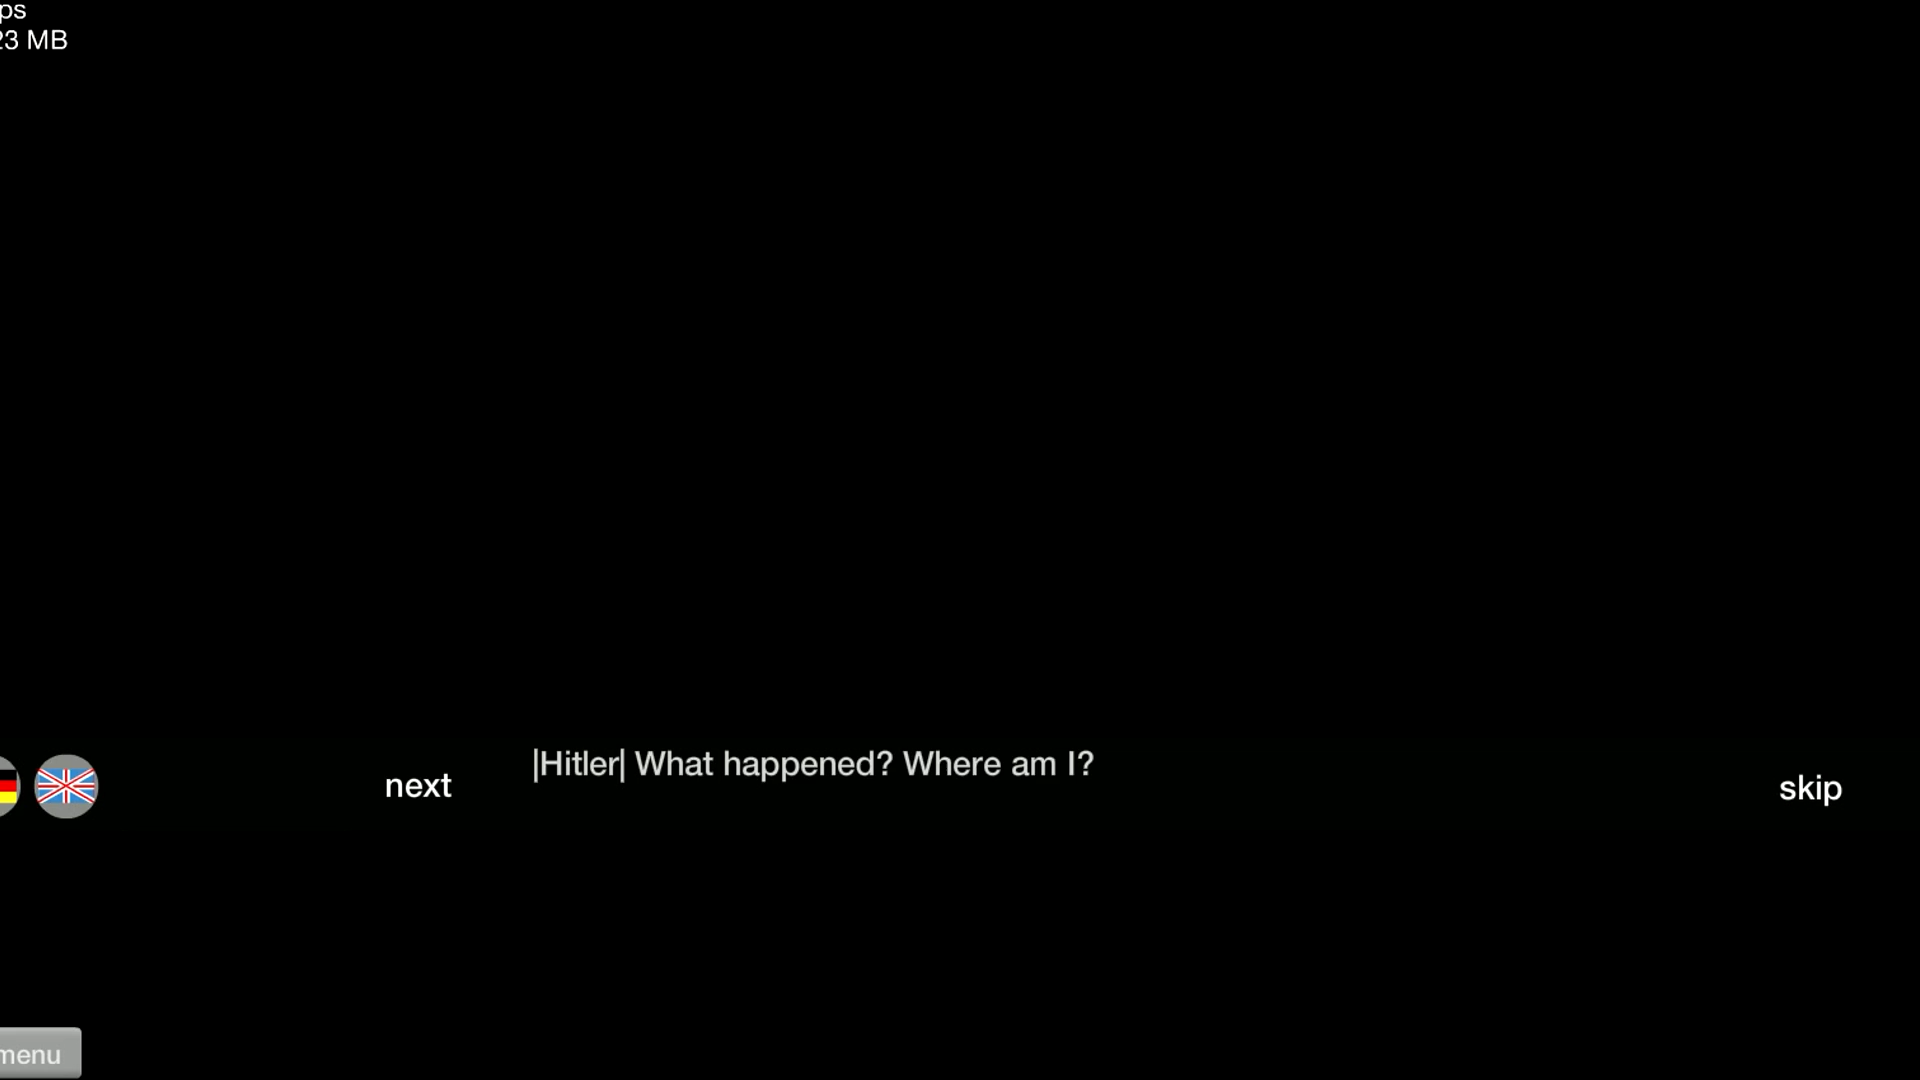 ps
23 MB
|Hitler| What happened? Where am I?
next
skip
menu